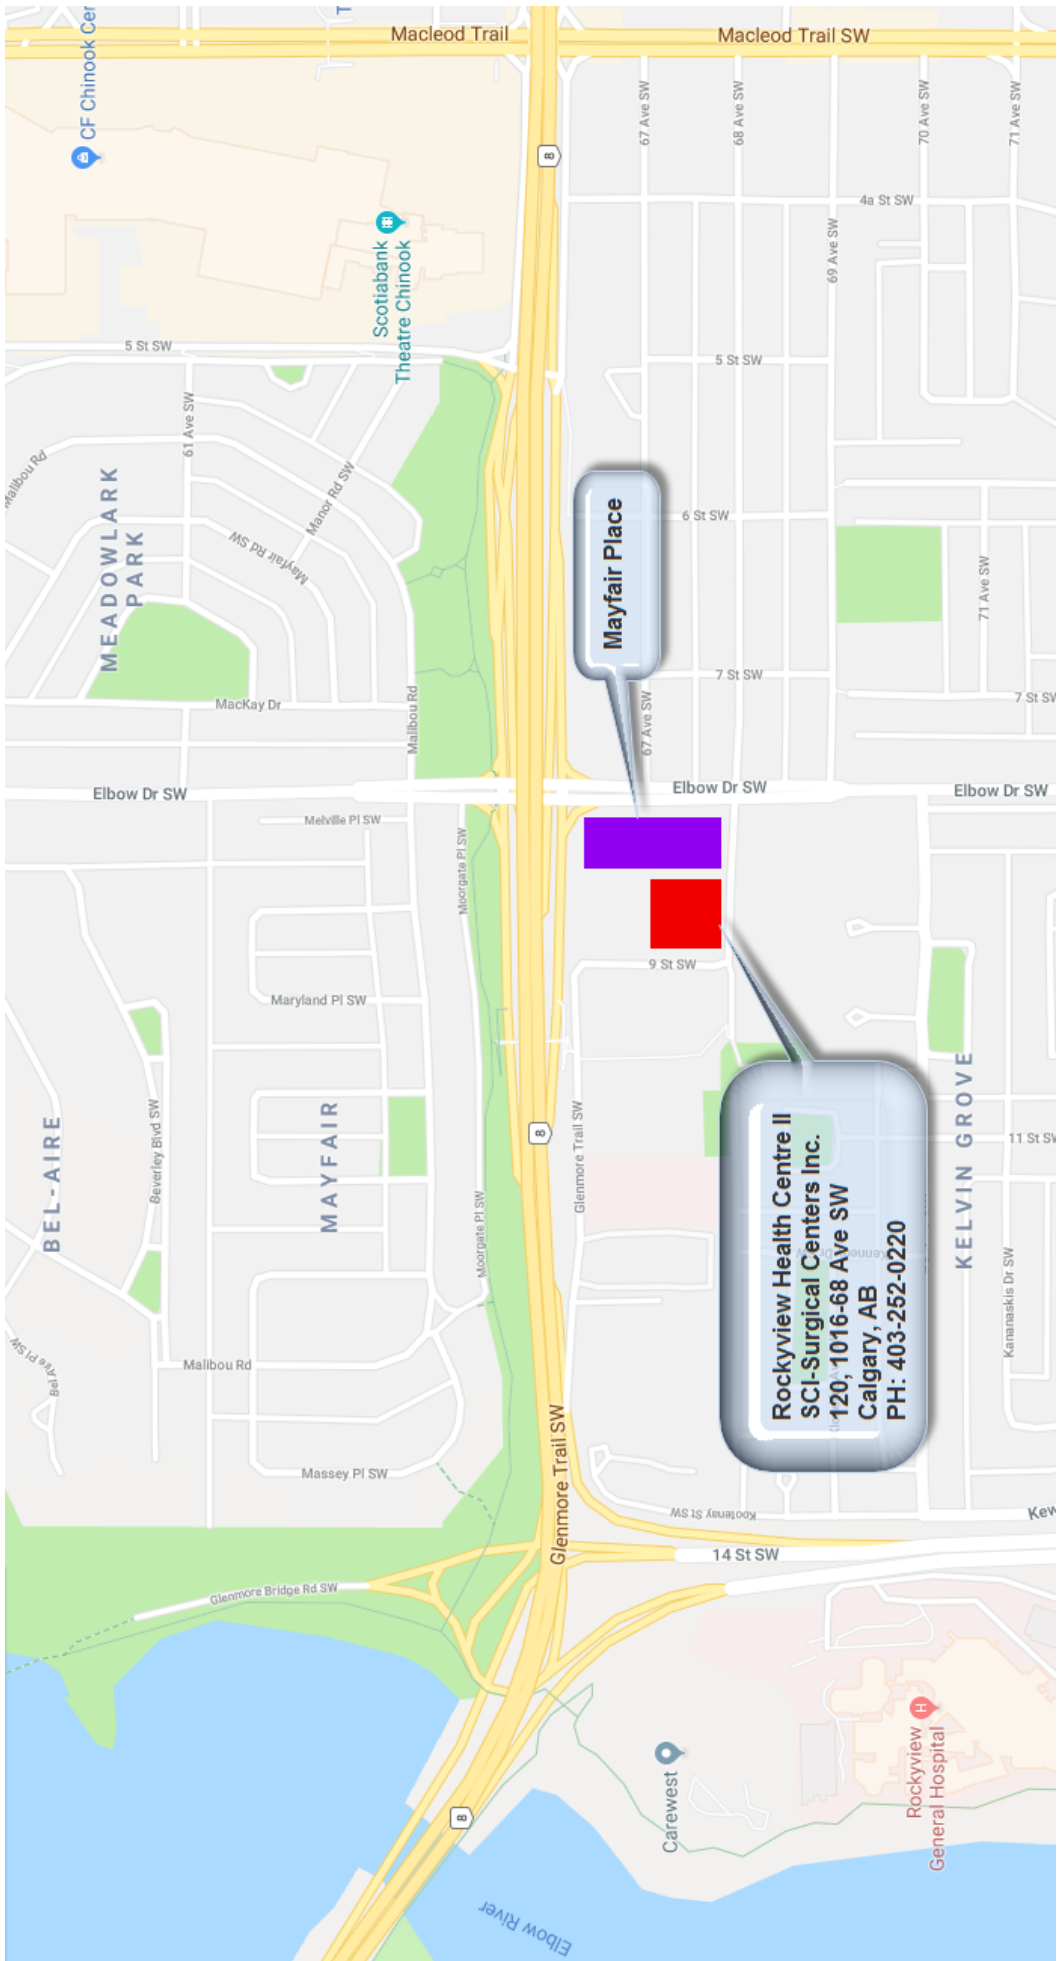 CF Chinook Cen
T
Macleod Trail
Macleod Trail SW
8
67 Ave SW
68 Ave SW
70 Ave SW
71 Ave SW
4a St SW
69 Ave SW
Scotiabank
Theatre Chinook
5 St SW
5 St SW
61 Ave SW
Malibou Rd
Manor Rd SW
Mayfair Rd SW
MEADOWLARK
PARK
6 St SW
71 Ave SW
Mayfair Place
MacKay Dr
Malibou Rd
67 Ave SW
7 St SW
7 St SW
Elbow Dr SW
Elbow Dr SW
Elbow Dr SW
Melville Pl SW
Moorgate Pl SW
9 St SW
Maryland Pl SW
BEL-AIRE
Beverley Blvd SW
MAYFAIR
8
Glenmore Trail SW
Moorgate Pl SW
KELVIN GROVE
11 St SW
Rockyview Health Centre II
SCI-Surgical Centers Inc.
120, 1016-68 Ave SW
Calgary, AB
PH: 403-252-0220
Kennedy Dr SW
Kananaskis Dr SW
Bel Aire Pl SW
Malibou Rd
Massey Pl SW
Glenmore Trail SW
Kootenay St SW
Kew
14 St SW
Glenmore Bridge Rd SW
Carewest
Rockyview
General Hospital
H
8
Elbow River